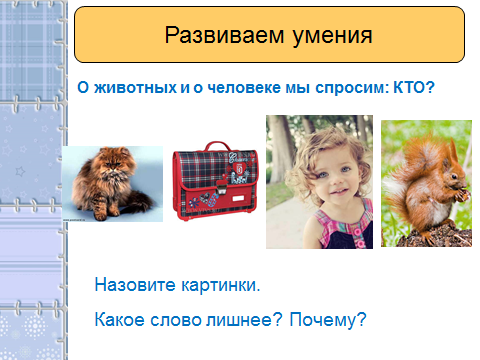 Развиваем умения
О животных и о человеке мы спросим: КТО?
Назовите картинки.
Какое слово лишнее? Почему?